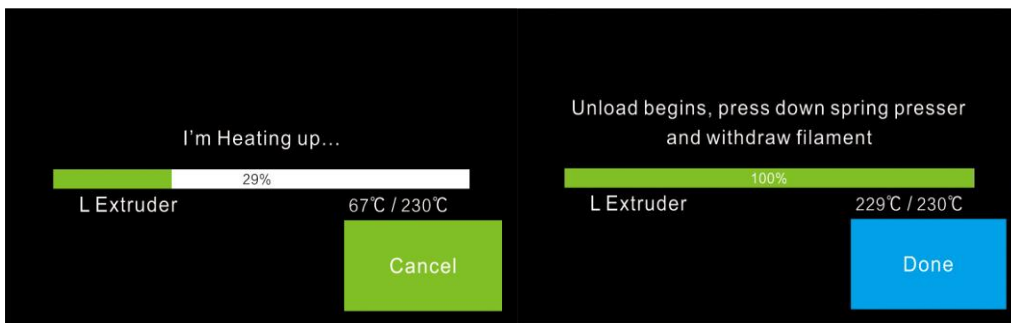 I'm Heating up...
29%
L Extruder
67℃ / 230℃
Cancel
Unload begins, press down spring presser
and withdraw filament
100%
L Extruder
229℃ / 230℃
Done